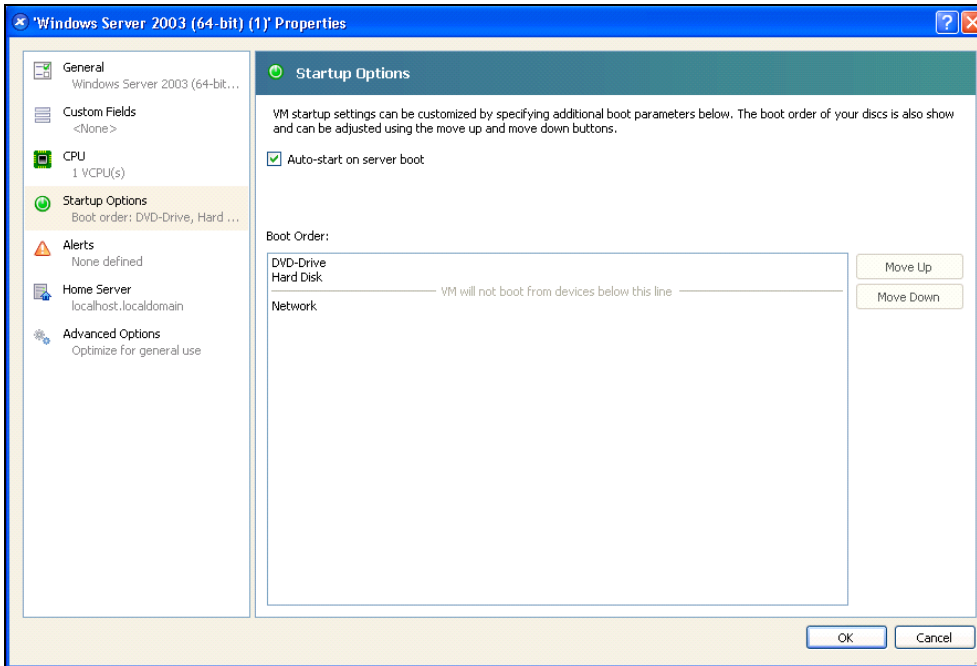 'Windows Server 2003 (64-bit) (1)' Properties
General
Windows Server 2003 (64-bit...
Custom Fields
<None>
CPU
1 VCPU(s)
Startup Options
Boot order: DVD-Drive, Hard ...
Alerts
None defined
Home Server
localhost.localdomain
Advanced Options
Optimize for general use
Startup Options
VM startup settings can be customized by specifying additional boot parameters below. The boot order of your discs is also show
and can be adjusted using the move up and move down buttons.
Auto-start on server boot
Boot Order:
DVD-Drive
Hard Disk
VM will not boot from devices below this line
Network
Move Up
Move Down
OK
Cancel